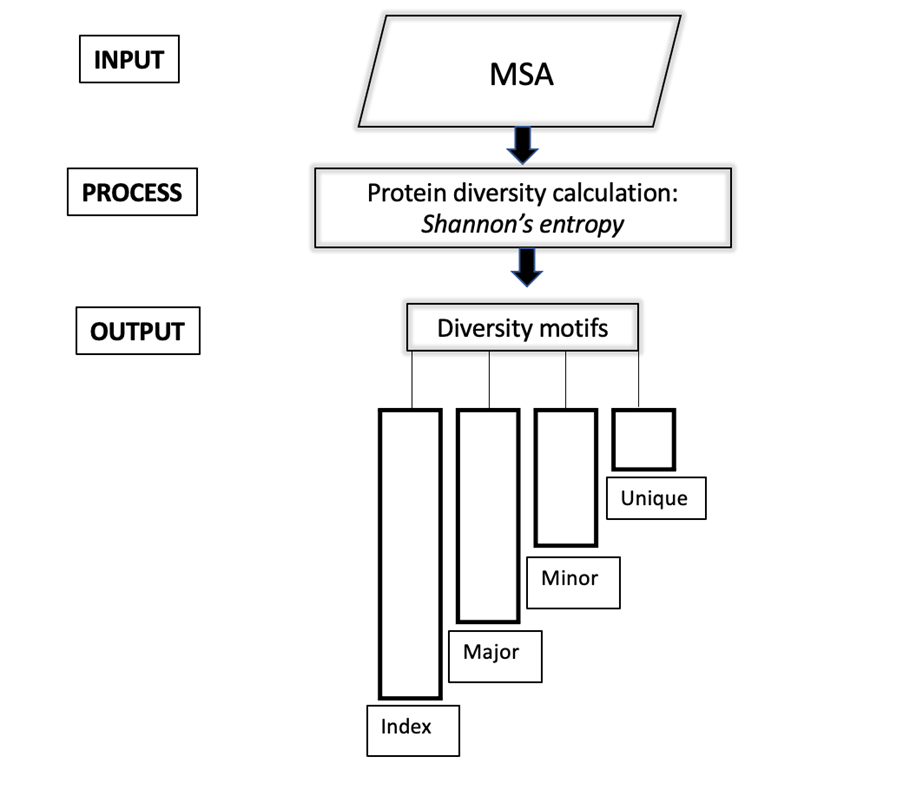 INPUT
MSA
PROCESS
Protein diversity calculation:
Shannon’s entropy
OUTPUT
Diversity motifs
Unique
Minor
Major
Index